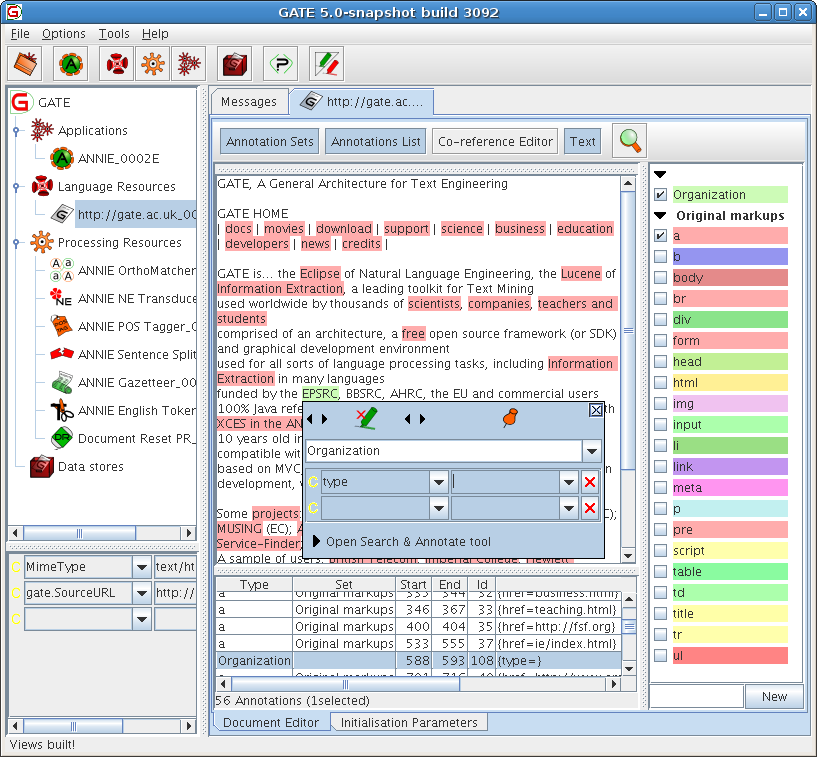 GATE 5.0-snapshot build 3092
File Options Tools Help
GATE
Applications
ANNIE_0002E
Language Resources
http://gate.ac.uk_00
Processing Resources
ANNIE OrthoMatcher
ANNIE NE Transduce
ANNIE POS Tagger_0
ANNIE Sentence Split
ANNIE Gazetteer_00
ANNIE English Token
Document Reset PR_
Data stores
MimeType text/ht
gate.SourceURL http://
Views built!
Messages http://gate.ac....
Annotation Sets Annotations List Co-reference Editor Text
GATE, A General Architecture for Text Engineering
GATE HOME
| docs | movies | download | support | science | business | education
| developers | news | credits |
GATE is... the Eclipse of Natural Language Engineering, the Lucene of
Information Extraction, a leading toolkit for Text Mining
used worldwide by thousands of scientists, companies, teachers and
students
comprised of an architecture, a free open source framework (or SDK)
and graphical development environment
used for all sorts of language processing tasks, including Information
Extraction in many languages
funded by the EPSRC, BBSRC, AHRC, the EU and commercial users
100% Java refe
XCES in the AN
10 years old in
compatible wit
based on MVC,
development, w
Some projects:
MUSING (EC); A
Service-Finder;
A sample of users: British Telecom, Imperial College, Hewlett
Organization
C type
C
Open Search & Annotate tool
Type Set Start End Id
a Original markups 335 344 32 {href=business.html}
a Original markups 346 367 33 {href=teaching.html}
a Original markups 400 404 35 {href=http://fsf.org}
a Original markups 533 555 37 {href=ie/index.html}
Organization 588 593 108 {type=}
56 Annotations (1selected)
Document Editor Initialisation Parameters
Organization
Original markups
a
b
body
br
div
form
head
html
img
input
li
link
meta
p
pre
script
table
td
title
tr
ul
New